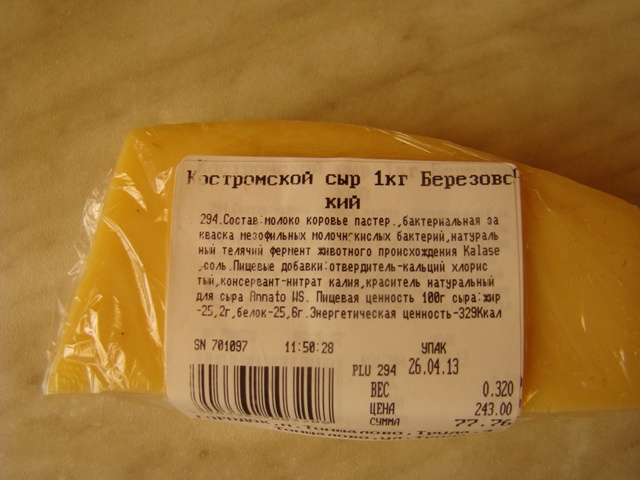 Костромской сыр 1кг Березовс
кий
294.Состав:молоко коровье пастер.,бактериальная за
кваска мезофильных молочнокислых бактерий,натураль
ный телячий фермент животного происхождения Kalase
,соль.Пищевые добавки:отвердитель-кальций хлорис
тый,консервант-нитрат калия,краситель натуральный
для сыра Annato WS. Пищевая ценность 100г сыра:жир
-25,2г,белок-25,6г.Энергетическая ценность-329Ккал
SN 701097 11:50:28 УПАК
PLU 294 26.04.13
ВЕС 0.320
ЦЕНА 243.00
СУММА 77.76